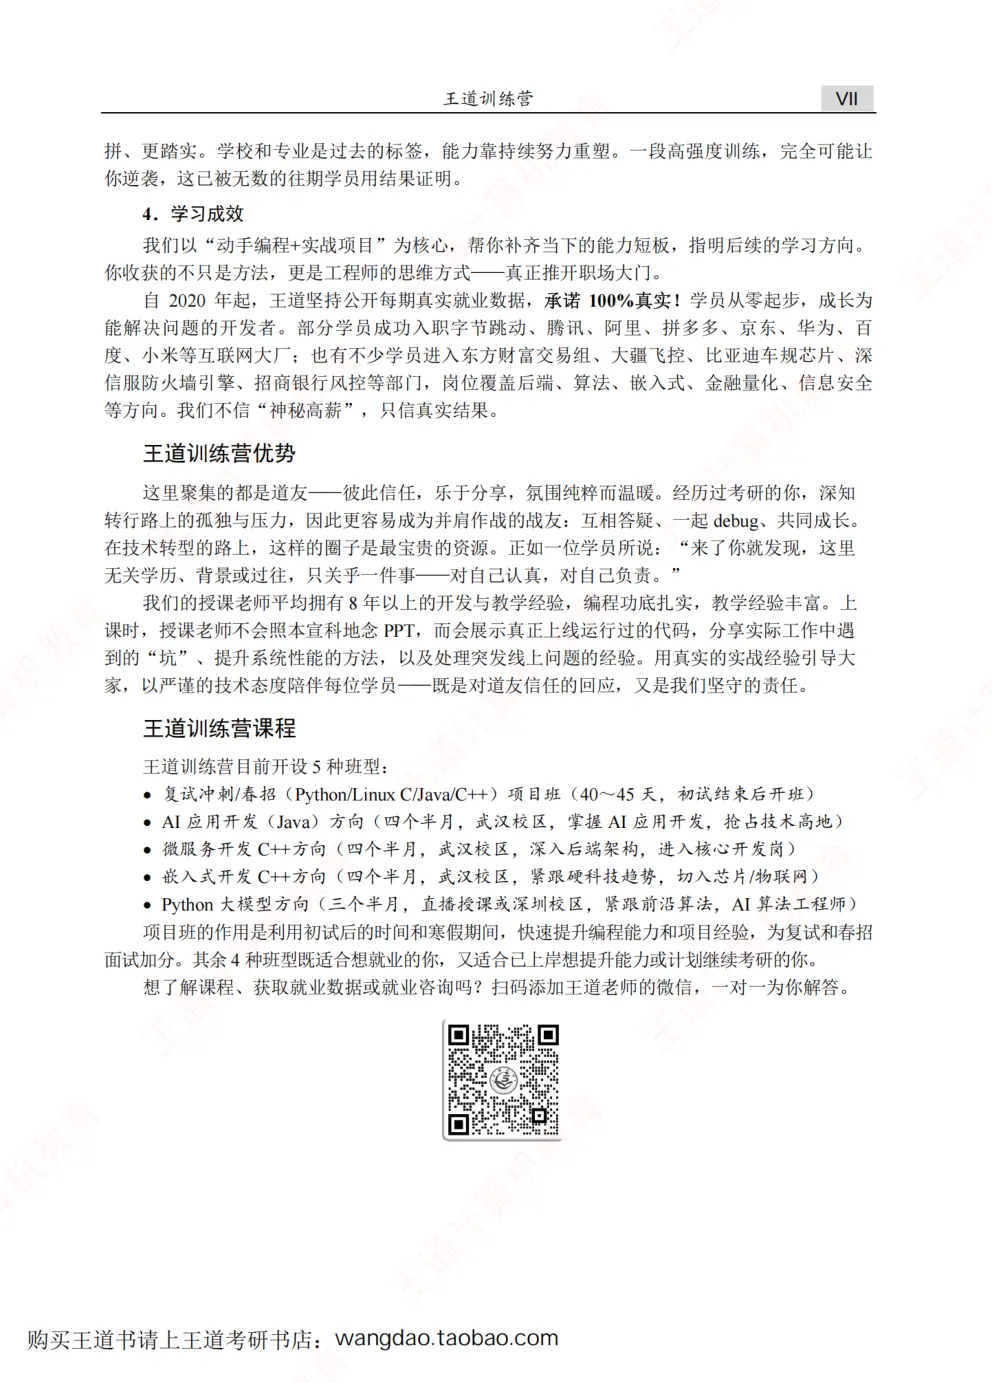 王道训练营 VII
拼、更踏实。学校和专业是过去的标签，能力靠持续努力重塑。一段高强度训练，完全可能让
你逆袭，这已被无数的往期学员用结果证明。
4．学习成效
我们以“动手编程+实战项目”为核心，帮你补齐当下的能力短板，指明后续的学习方向。
你收获的不只是方法，更是工程师的思维方式——真正推开职场大门。
自 2020 年起，王道坚持公开每期真实就业数据，承诺 100%真实！学员从零起步，成长为
能解决问题的开发者。部分学员成功入职字节跳动、腾讯、阿里、拼多多、京东、华为、百
度、小米等互联网大厂；也有不少学员进入东方财富交易组、大疆飞控、比亚迪车规芯片、深
信服防火墙引擎、招商银行风控等部门，岗位覆盖后端、算法、嵌入式、金融量化、信息安全
等方向。我们不信“神秘高薪”，只信真实结果。
王道训练营优势
这里聚集的都是道友——彼此信任，乐于分享，氛围纯粹而温暖。经历过考研的你，深知
转行路上的孤独与压力，因此更容易成为并肩作战的战友：互相答疑、一起 debug、共同成长。
在技术转型的路上，这样的圈子是最宝贵的资源。正如一位学员所说：“来了你就发现，这里
无关学历、背景或过往，只关乎一件事——对自己认真，对自己负责。”
我们的授课老师平均拥有 8 年以上的开发与教学经验，编程功底扎实，教学经验丰富。上
课时，授课老师不会照本宣科地念 PPT，而会展示真正上线运行过的代码，分享实际工作中遇
到的“坑”、提升系统性能的方法，以及处理突发线上问题的经验。用真实的实战经验引导大
家，以严谨的技术态度陪伴每位学员——既是对道友信任的回应，又是我们坚守的责任。
王道训练营课程
王道训练营目前开设 5 种班型：
● 复试冲刺/春招（Python/Linux C/Java/C++）项目班（40～45 天，初试结束后开班）
● AI 应用开发（Java）方向（四个半月，武汉校区，掌握 AI 应用开发，抢占技术高地）
● 微服务开发 C++方向（四个半月，武汉校区，深入后端架构，进入核心开发岗）
● 嵌入式开发 C++方向（四个半月，武汉校区，紧跟硬科技趋势，切入芯片/物联网）
● Python 大模型方向（三个半月，直播授课或深圳校区，紧跟前沿算法，AI 算法工程师）
项目班的作用是利用初试后的时间和寒假期间，快速提升编程能力和项目经验，为复试和春招
面试加分。其余 4 种班型既适合想就业的你，又适合已上岸想提升能力或计划继续考研的你。
想了解课程、获取就业数据或就业咨询吗？扫码添加王道老师的微信，一对一为你解答。
购买王道书请上王道考研书店：wangdao.taobao.com
王道计算机教育